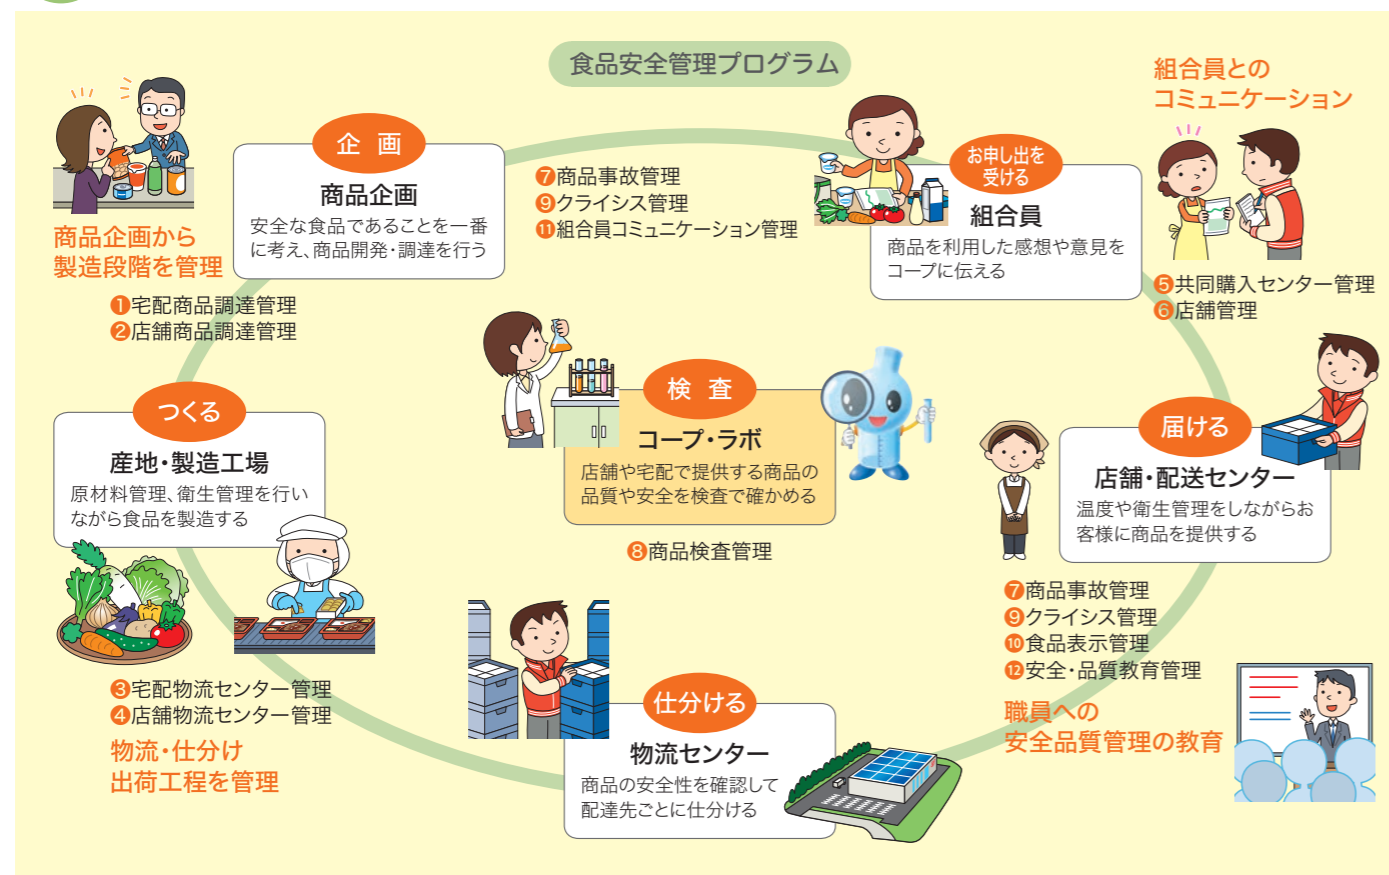 食品安全管理プログラム
企画
商品企画
安全な食品であることを一番
に考え、商品開発・調達を行う
商品企画から
製造段階を管理
❶宅配商品調達管理
❷店舗商品調達管理
❼商品事故管理
❾クライシス管理
⓫組合員コミュニケーション管理
お申し出を
受ける
組合員
商品を利用した感想や意見を
コープに伝える
組合員との
コミュニケーション
❺共同購入センター管理
❻店舗管理
つくる
産地・製造工場
原材料管理、衛生管理を行い
ながら食品を製造する
検査
コープ・ラボ
店舗や宅配で提供する商品の
品質や安全を検査で確かめる
❽商品検査管理
届ける
店舗・配送センター
温度や衛生管理をしながらお
客様に商品を提供する
❼商品事故管理
❾クライシス管理
❿食品表示管理
⓬安全・品質教育管理
職員への
安全品質管理の教育
❸宅配物流センター管理
❹店舗物流センター管理
物流・仕分け
出荷工程を管理
仕分ける
物流センター
商品の安全性を確認して
配達先ごとに仕分ける